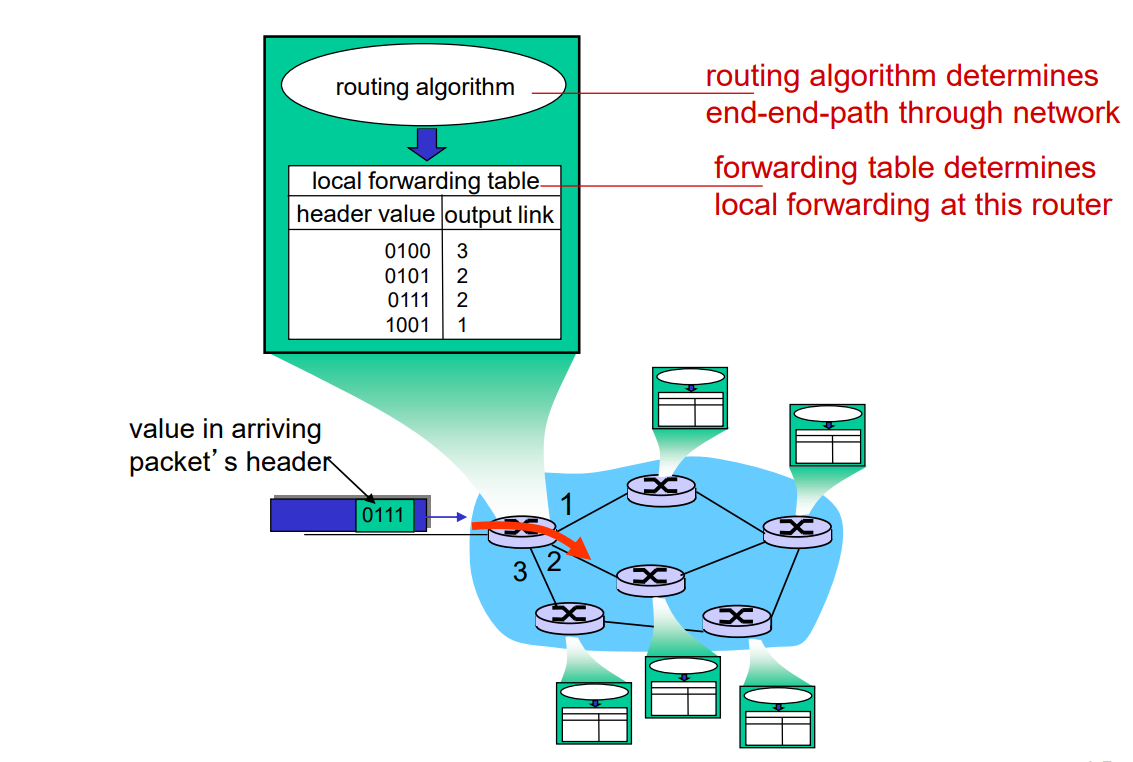 routing algorithm
routing algorithm determines
end-end-path through network
local forwarding table
forwarding table determines
local forwarding at this router
header value output link
0100 3
0101 2
0111 2
1001 1
value in arriving
packet’s header
0111
1
2
3